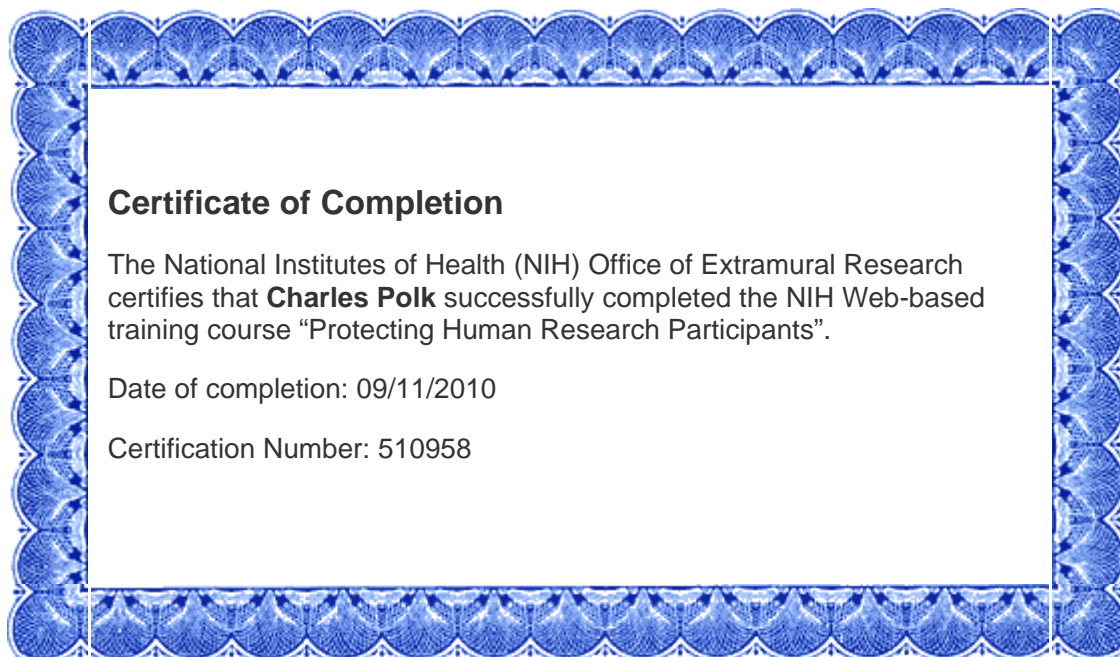 Certificate of Completion
The National Institutes of Health (NIH) Office of Extramural Research
certifies that Charles Polk successfully completed the NIH Web-based
training course “Protecting Human Research Participants”.
Date of completion: 09/11/2010
Certification Number: 510958